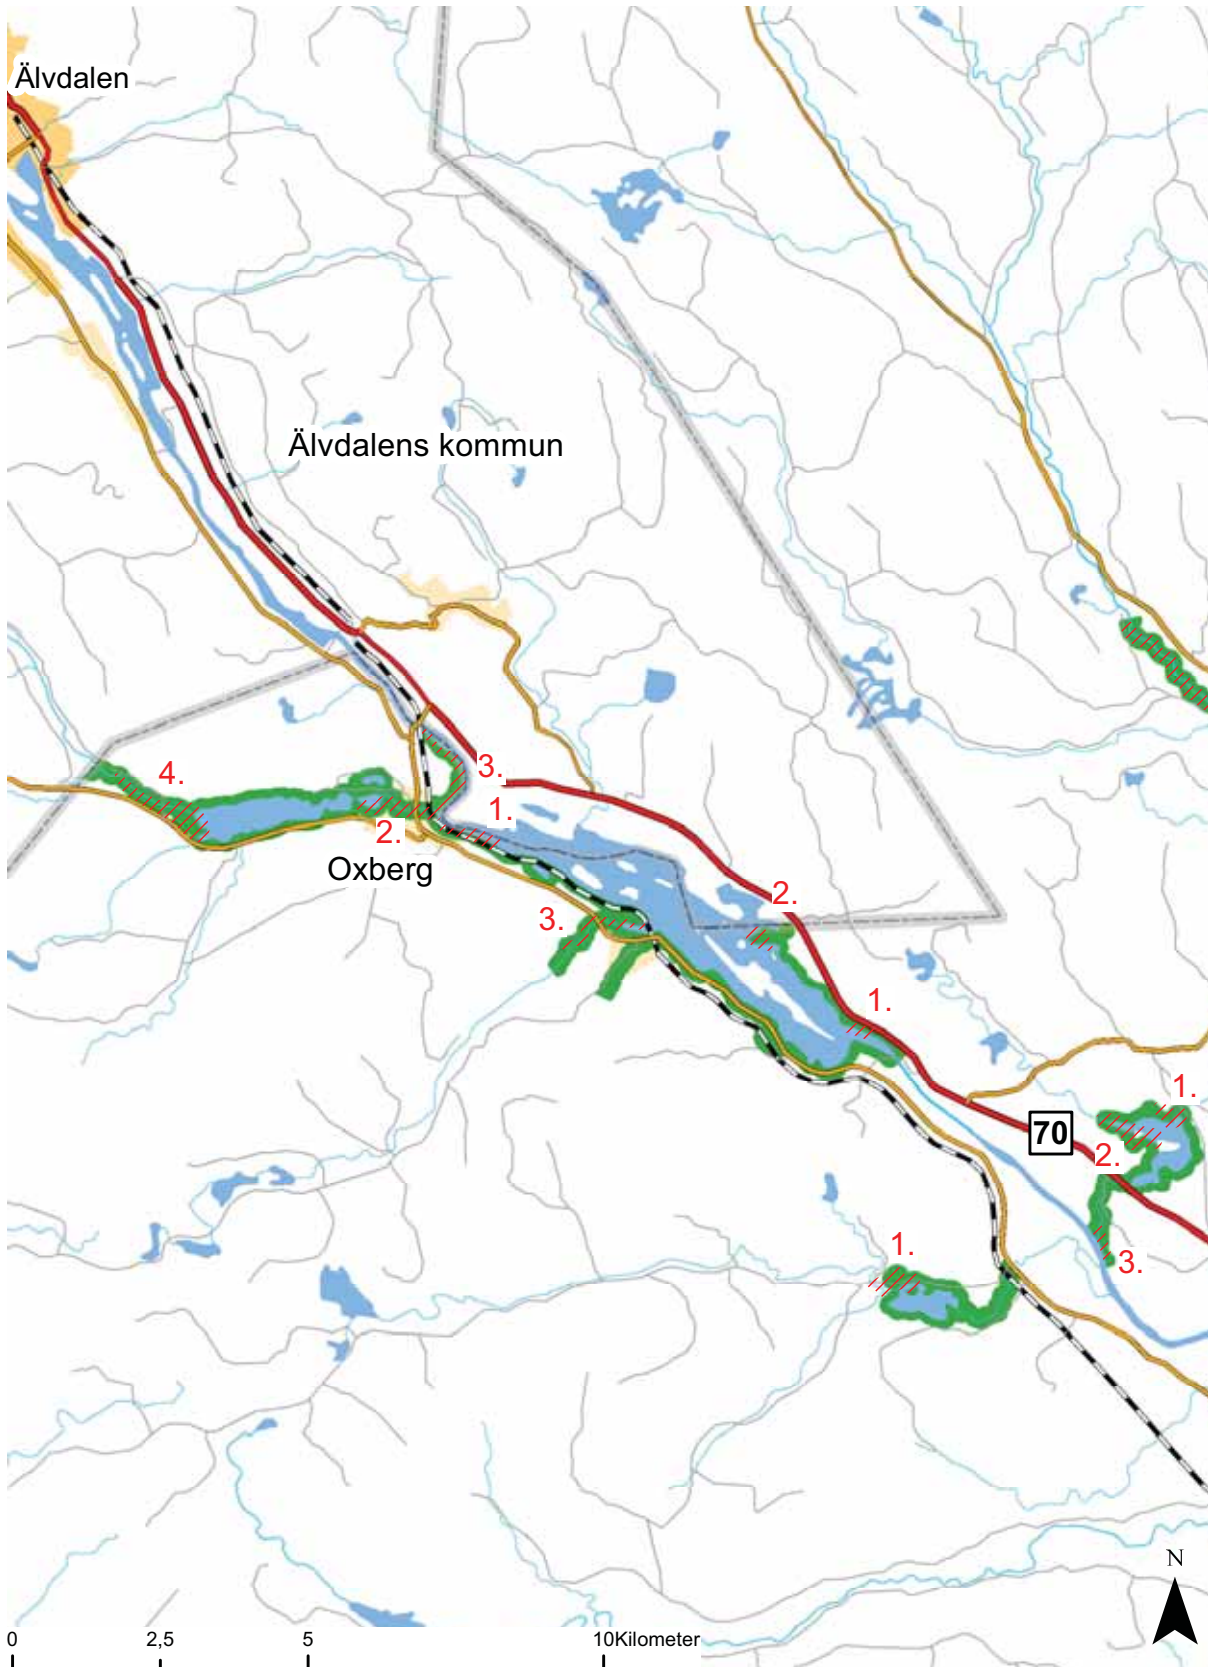 Älvdalen
Älvdalens kommun
4.
3.
1.
2.
Oxberg
3.
2.
1.
70
1.
2.
1.
3.
N
0 2,5 5 10Kilometer